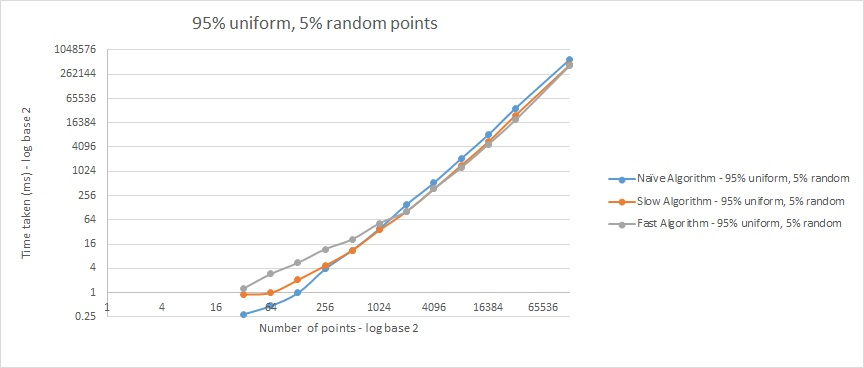 95% uniform, 5% random points
Time taken (ms) - log base 2
1048576
262144
65536
16384
4096
1024
256
64
16
4
1
0.25
1 4 16 64 256 1024 4096 16384 65536
Number of points - log base 2
Naïve Algorithm - 95% uniform, 5% random
Slow Algorithm - 95% uniform, 5% random
Fast Algorithm - 95% uniform, 5% random